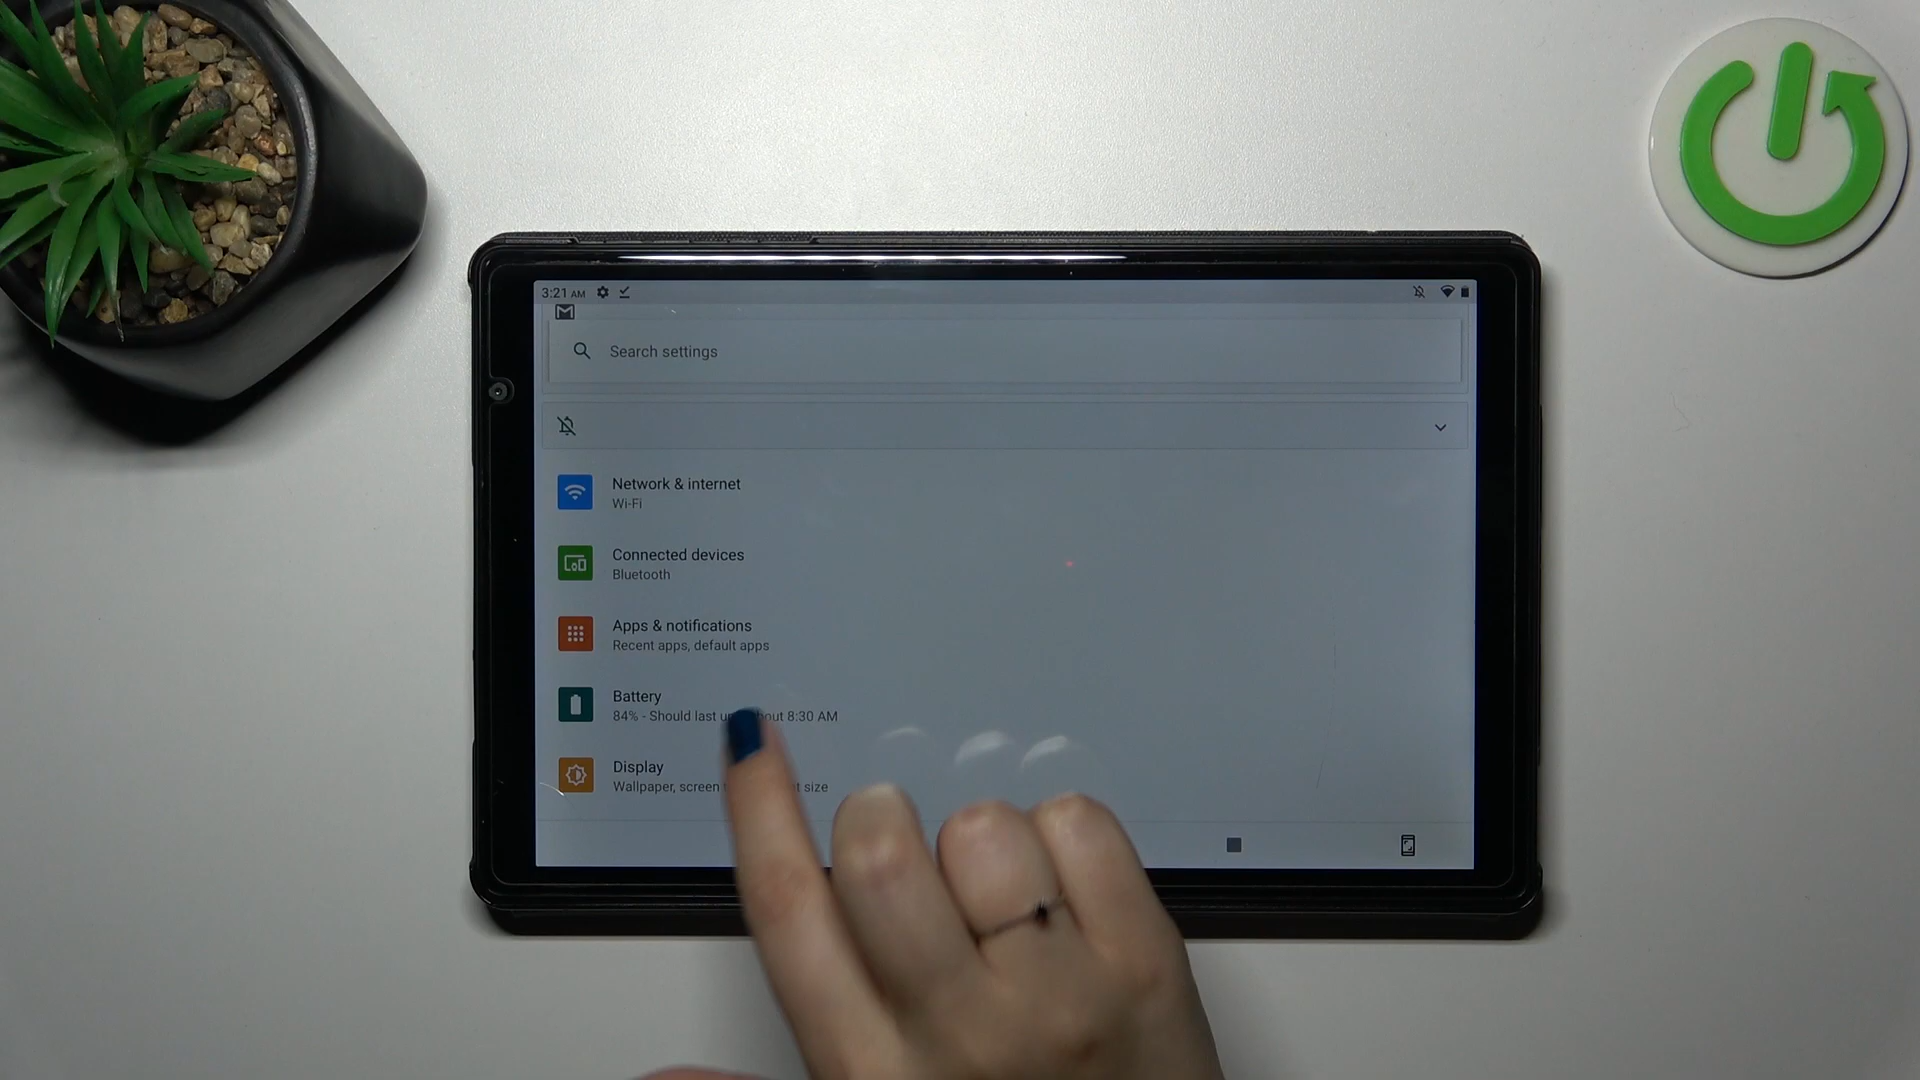 3:21 AM
Search settings
Network & internet
Wi-Fi
Connected devices
Bluetooth
Apps & notifications
Recent apps, default apps
Battery
84% - Should last 8:30 AM
Display
Wallpaper, screen size